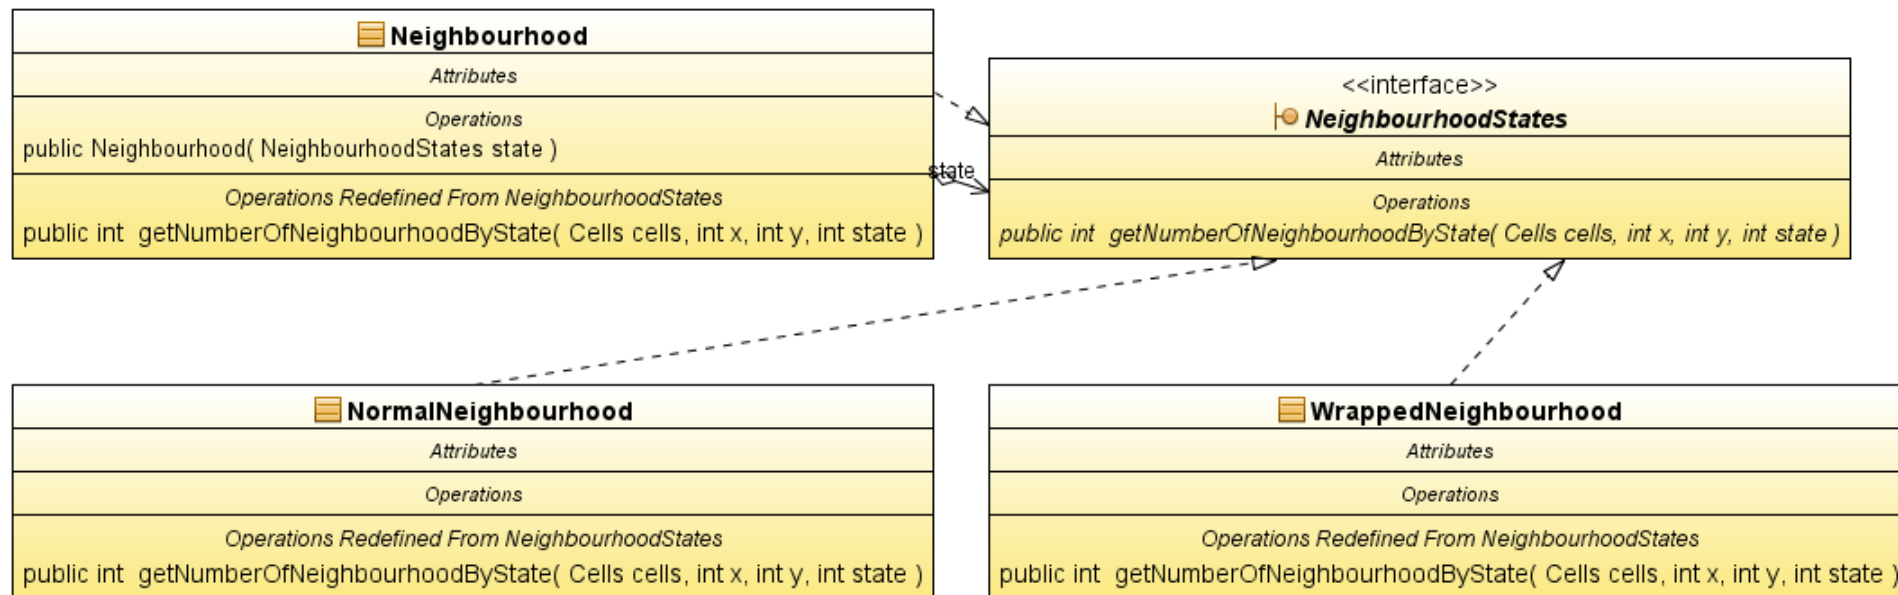 Neighbourhood
Attributes
Operations
public Neighbourhood( NeighbourhoodStates state )
Operations Redefined From NeighbourhoodStates
public int  getNumberOfNeighbourhoodByState( Cells cells, int x, int y, int state )
state
<<interface>>
NeighbourhoodStates
Attributes
Operations
public int  getNumberOfNeighbourhoodByState( Cells cells, int x, int y, int state )
NormalNeighbourhood
Attributes
Operations
Operations Redefined From NeighbourhoodStates
public int  getNumberOfNeighbourhoodByState( Cells cells, int x, int y, int state )
WrappedNeighbourhood
Attributes
Operations
Operations Redefined From NeighbourhoodStates
public int  getNumberOfNeighbourhoodByState( Cells cells, int x, int y, int state )